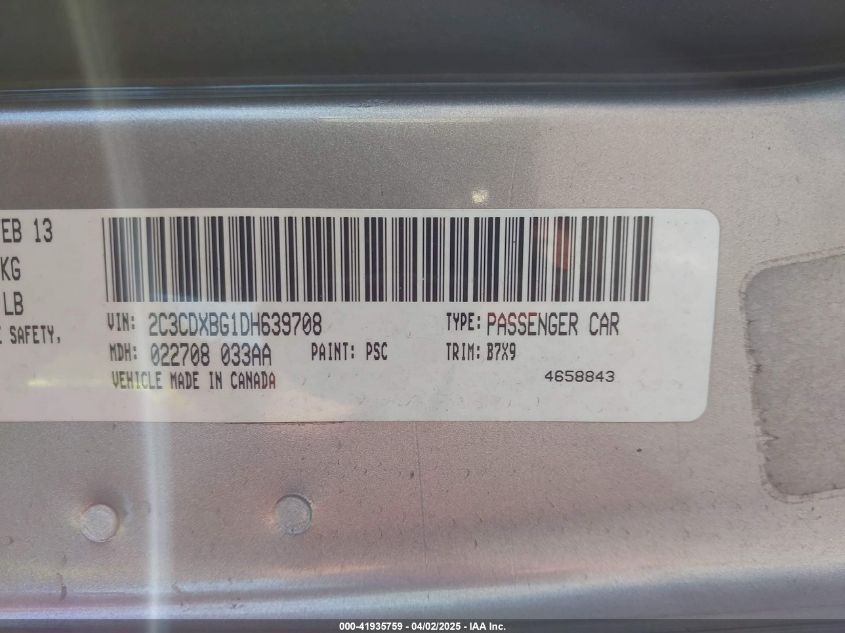 EB 13
KG
LB
E SAFETY,
VIN: 2C3CDXBG1DH639708 TYPE: PASSENGER CAR
MDH: 022708 033AA PAINT: PSC TRIM: B7X9
VEHICLE MADE IN CANADA 4658843
000-41935759 - 04/02/2025 - IAA Inc.